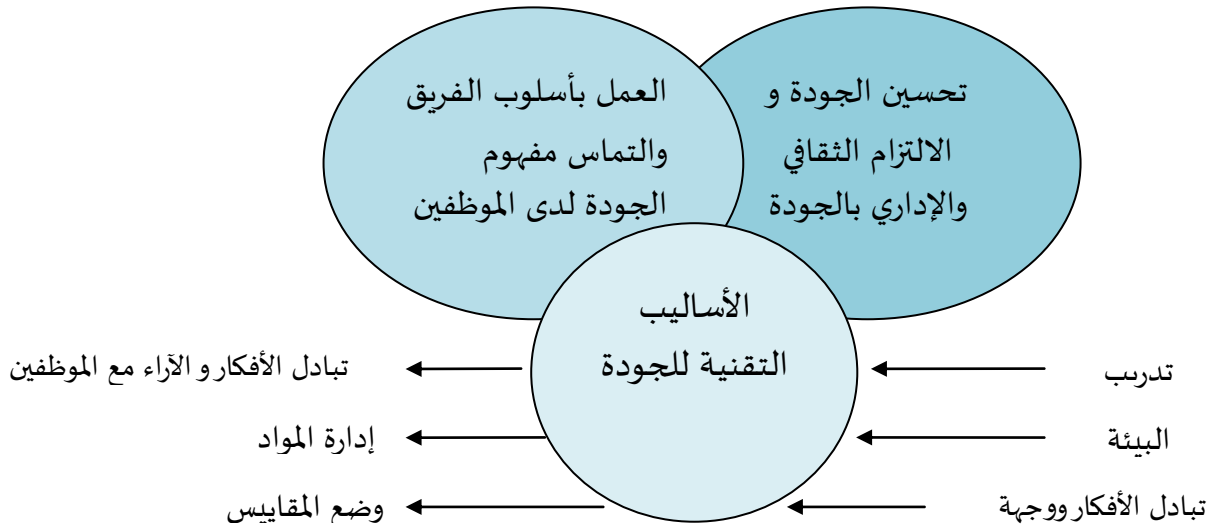 تحسين الجودة و
الالتزام الثقافي
والإداري بالجودة
العمل بأسلوب الفريق
والتماس مفهوم
الجودة لدى الموظفين
الأساليب
التقنية للجودة
تدريب
البيئة
تبادل الأفكار ووجهة
تبادل الأفكار و الآراء مع الموظفين
إدارة المواد
وضع المقاييس